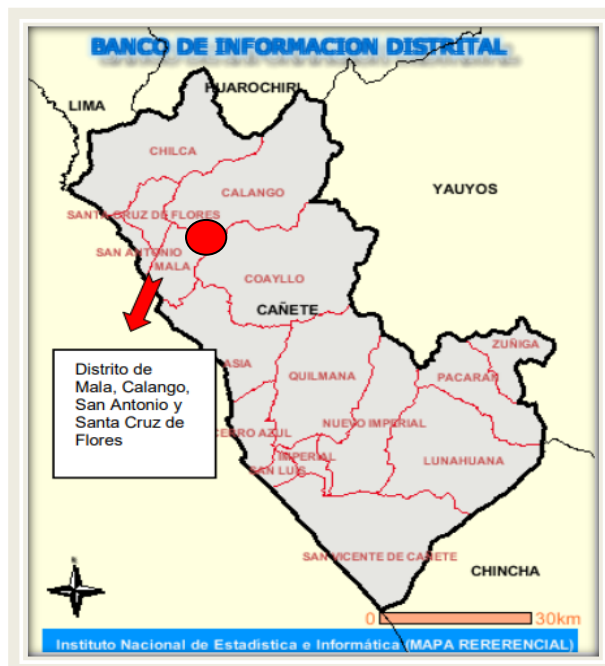 BANCO DE INFORMACION DISTRITAL
HUAROCHIRI
LIMA
CHILCA
CALANGO
YAUYOS
SANTA CRUZ DE FLORES
SAN ANTONIO
MALA
COAYLLO
CAÑETE
ZUÑIGA
ASIA
QUILMANA
PACARAN
Distrito de
Mala, Calango,
San Antonio y
Santa Cruz de
Flores
NUEVO IMPERIAL
CERRO AZUL
IMPERIAL
LUNAHUANA
SAN LUIS
SAN VICENTE DE CAÑETE
CHINCHA
0 30km
Instituto Nacional de Estadística e Informática (MAPA RERERENCIAL)